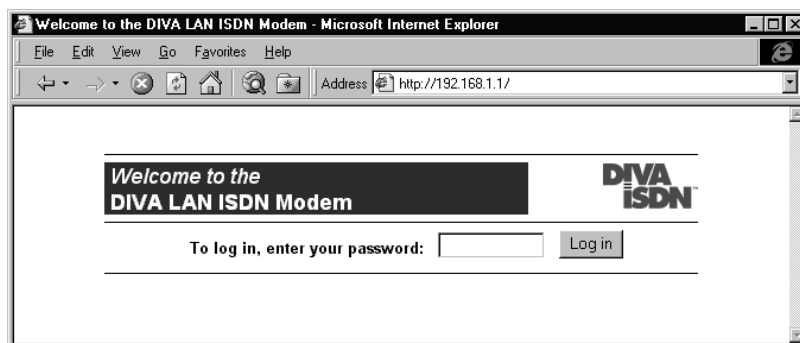 Welcome to the DIVA LAN ISDN Modem - Microsoft Internet Explorer
File Edit View Go Favorites Help
Address http://192.168.1.1/
Welcome to the
DIVA LAN ISDN Modem
DIVA
ISDN™
To log in, enter your password:
Log in